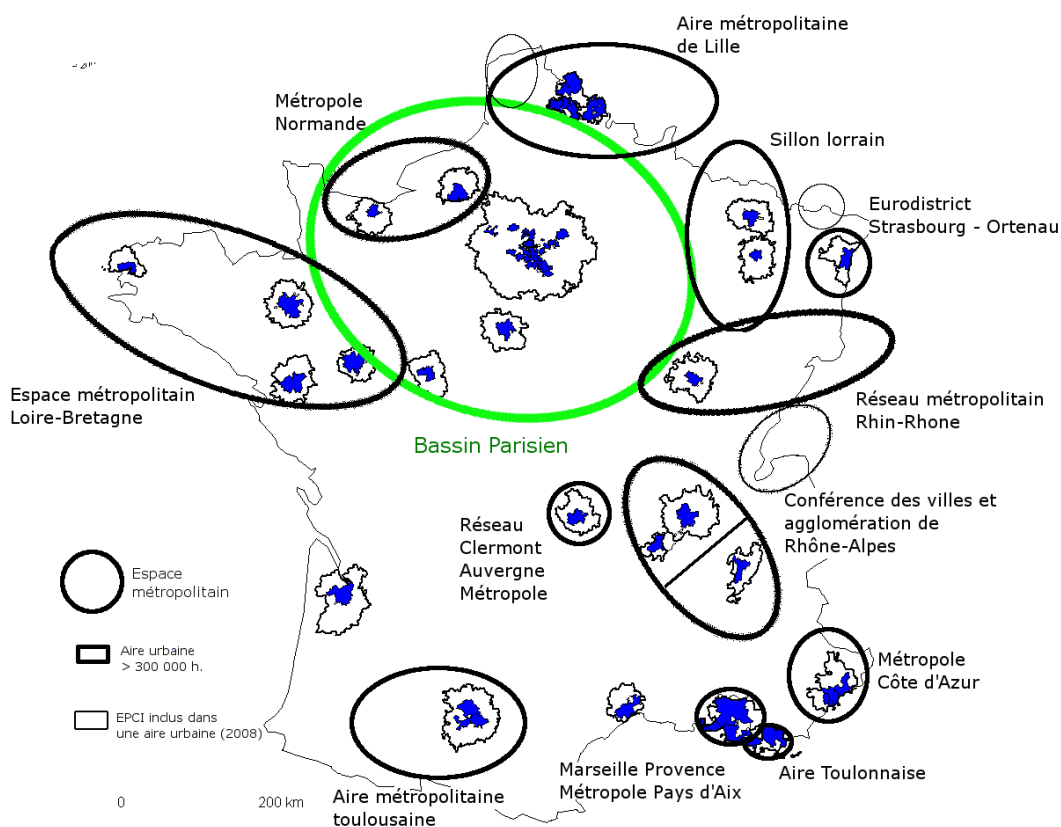 Aire métropolitaine
de Lille
Métropole
Normande
Sillon lorrain
Eurodistrict
Strasbourg - Ortenau
Espace métropolitain
Loire-Bretagne
Réseau métropolitain
Rhin-Rhone
Bassin Parisien
Conférence des villes et
agglomération de
Rhône-Alpes
Réseau
Clermont
Auvergne
Métropole
Espace
métropolitain
Aire urbaine
> 300 000 h.
Métropole
Côte d'Azur
EPCI inclus dans
une aire urbaine (2008)
Marseille Provence
Métropole Pays d'Aix
Aire Toulonnaise
Aire métropolitaine
toulousaine
0 200 km